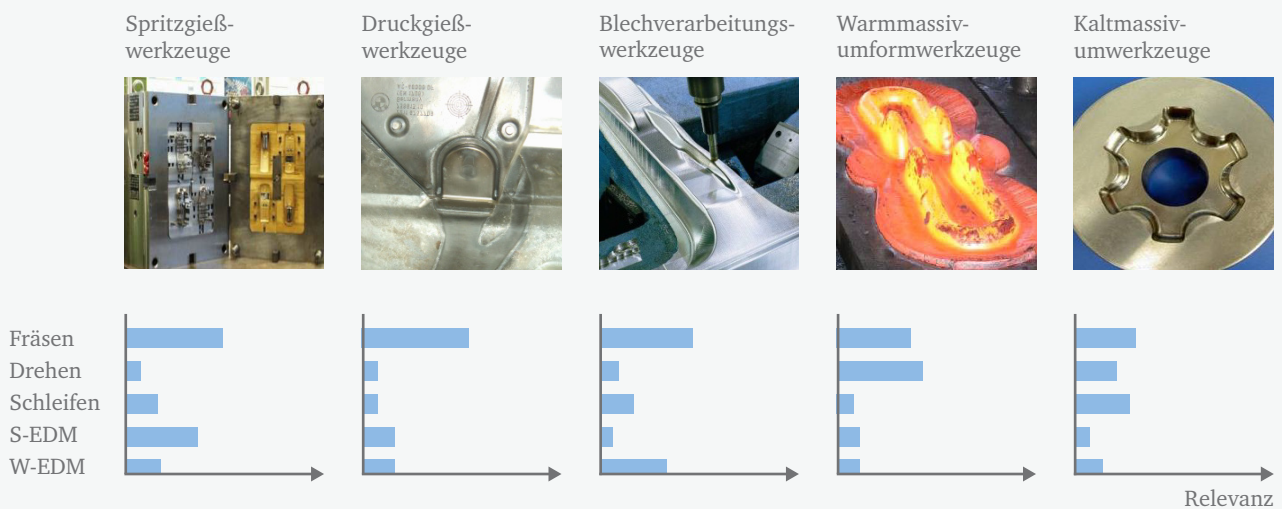 Spritzgieß-
werkzeuge
Druckgieß-
werkzeuge
Blechverarbeitungs-
werkzeuge
Warmmassiv-
umformwerkzeuge
Kaltmassiv-
umwerkzeuge
Fräsen
Drehen
Schleifen
S-EDM
W-EDM
Relevanz